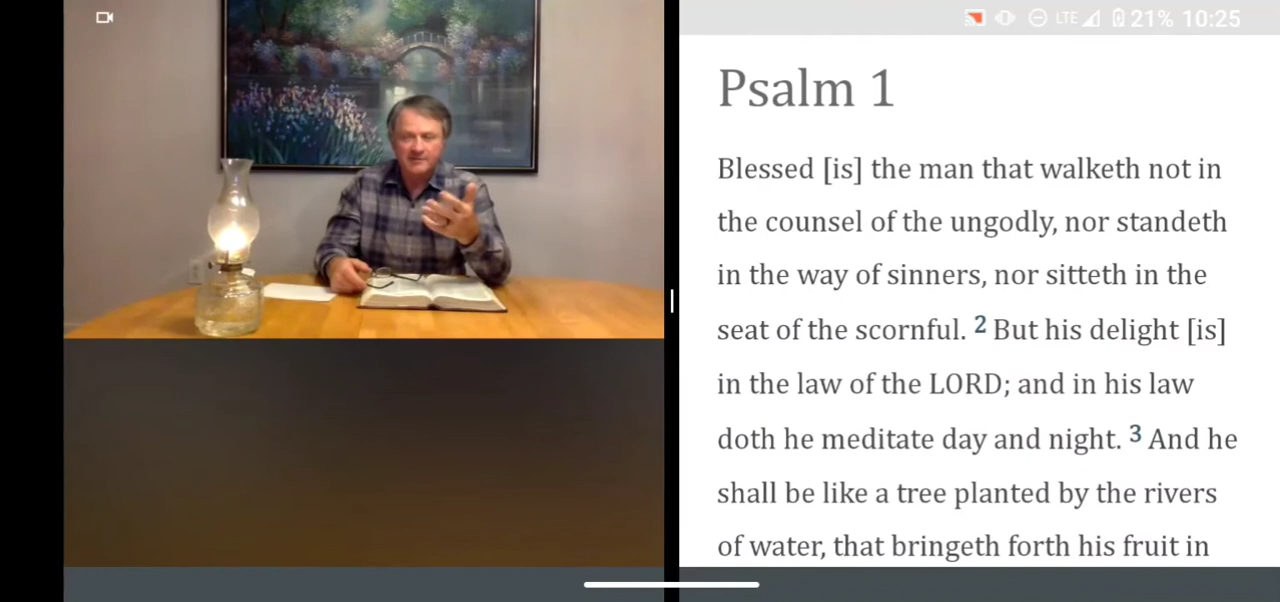 LTE 21% 10:25
Psalm 1
Blessed [is] the man that walketh not in
the counsel of the ungodly, nor standeth
in the way of sinners, nor sitteth in the
seat of the scornful. 2 But his delight [is]
in the law of the LORD; and in his law
doth he meditate day and night. 3 And he
shall be like a tree planted by the rivers
of water, that bringeth forth his fruit in